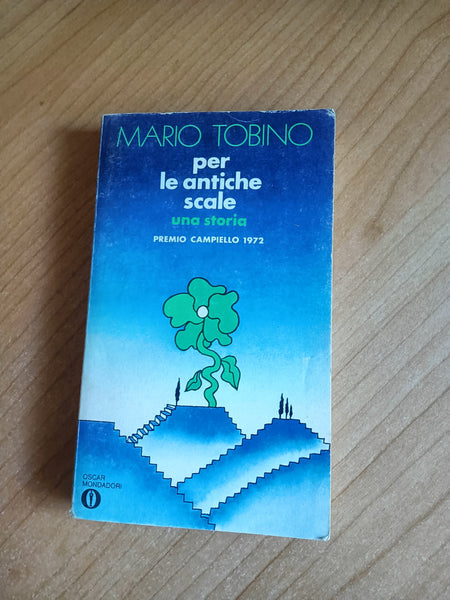 MARIO TOBINO
per
le antiche
scale
una storia
PREMIO CAMPIELLO 1972
OSCAR
MONDADORI